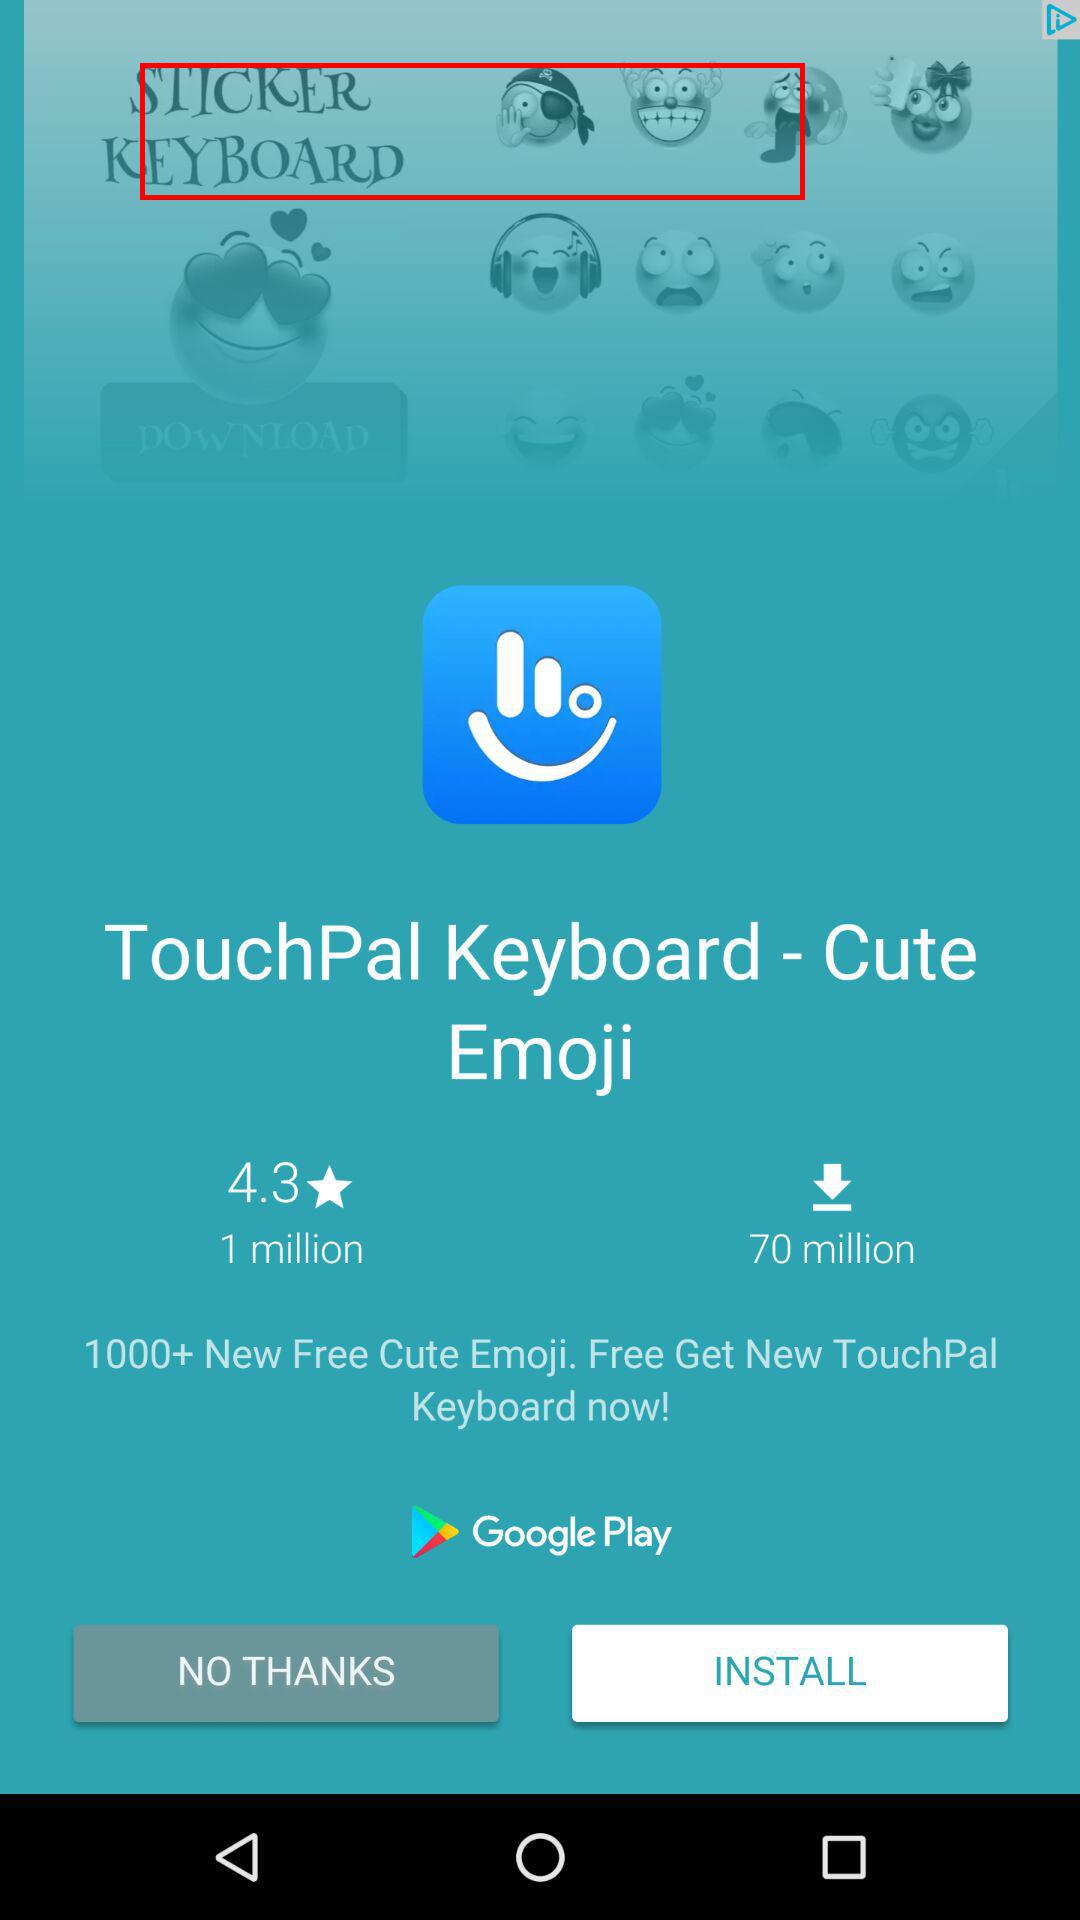 STICKER
KEYBOARD
DOWNLOAD
TouchPal Keyboard - Cute
Emoji
4.3
1 million
70 million
1000+ New Free Cute Emoji. Free Get New TouchPal
Keyboard now!
Google Play
NO THANKS
INSTALL